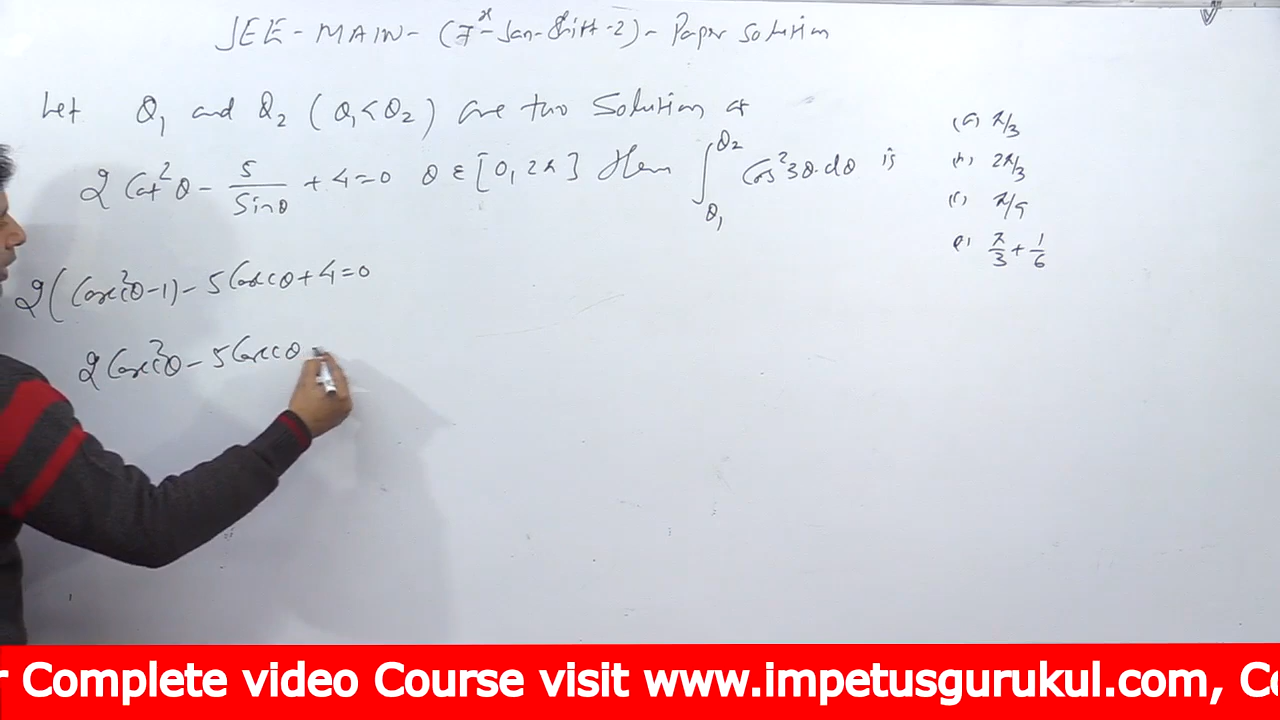 JEE - MAIN - (7th - Jan - Shift - 2) - Paper solution
Let θ₁ and θ₂ (θ₁<θ₂) are two solution of
2 Cot²θ - 5/Sinθ + 4 = 0 θ ε [0, 2π] then ∫_θ₁^θ₂ Cos²3θ.dθ is
(a) π/3
(b) 2π/3
(c) π/9
(d) π/3 + 1/6
2(Cosec²θ - 1) - 5Cosecθ + 4 = 0
2Cosec²θ - 5Cosecθ
r Complete video Course visit www.impetusgurukul.com, Co